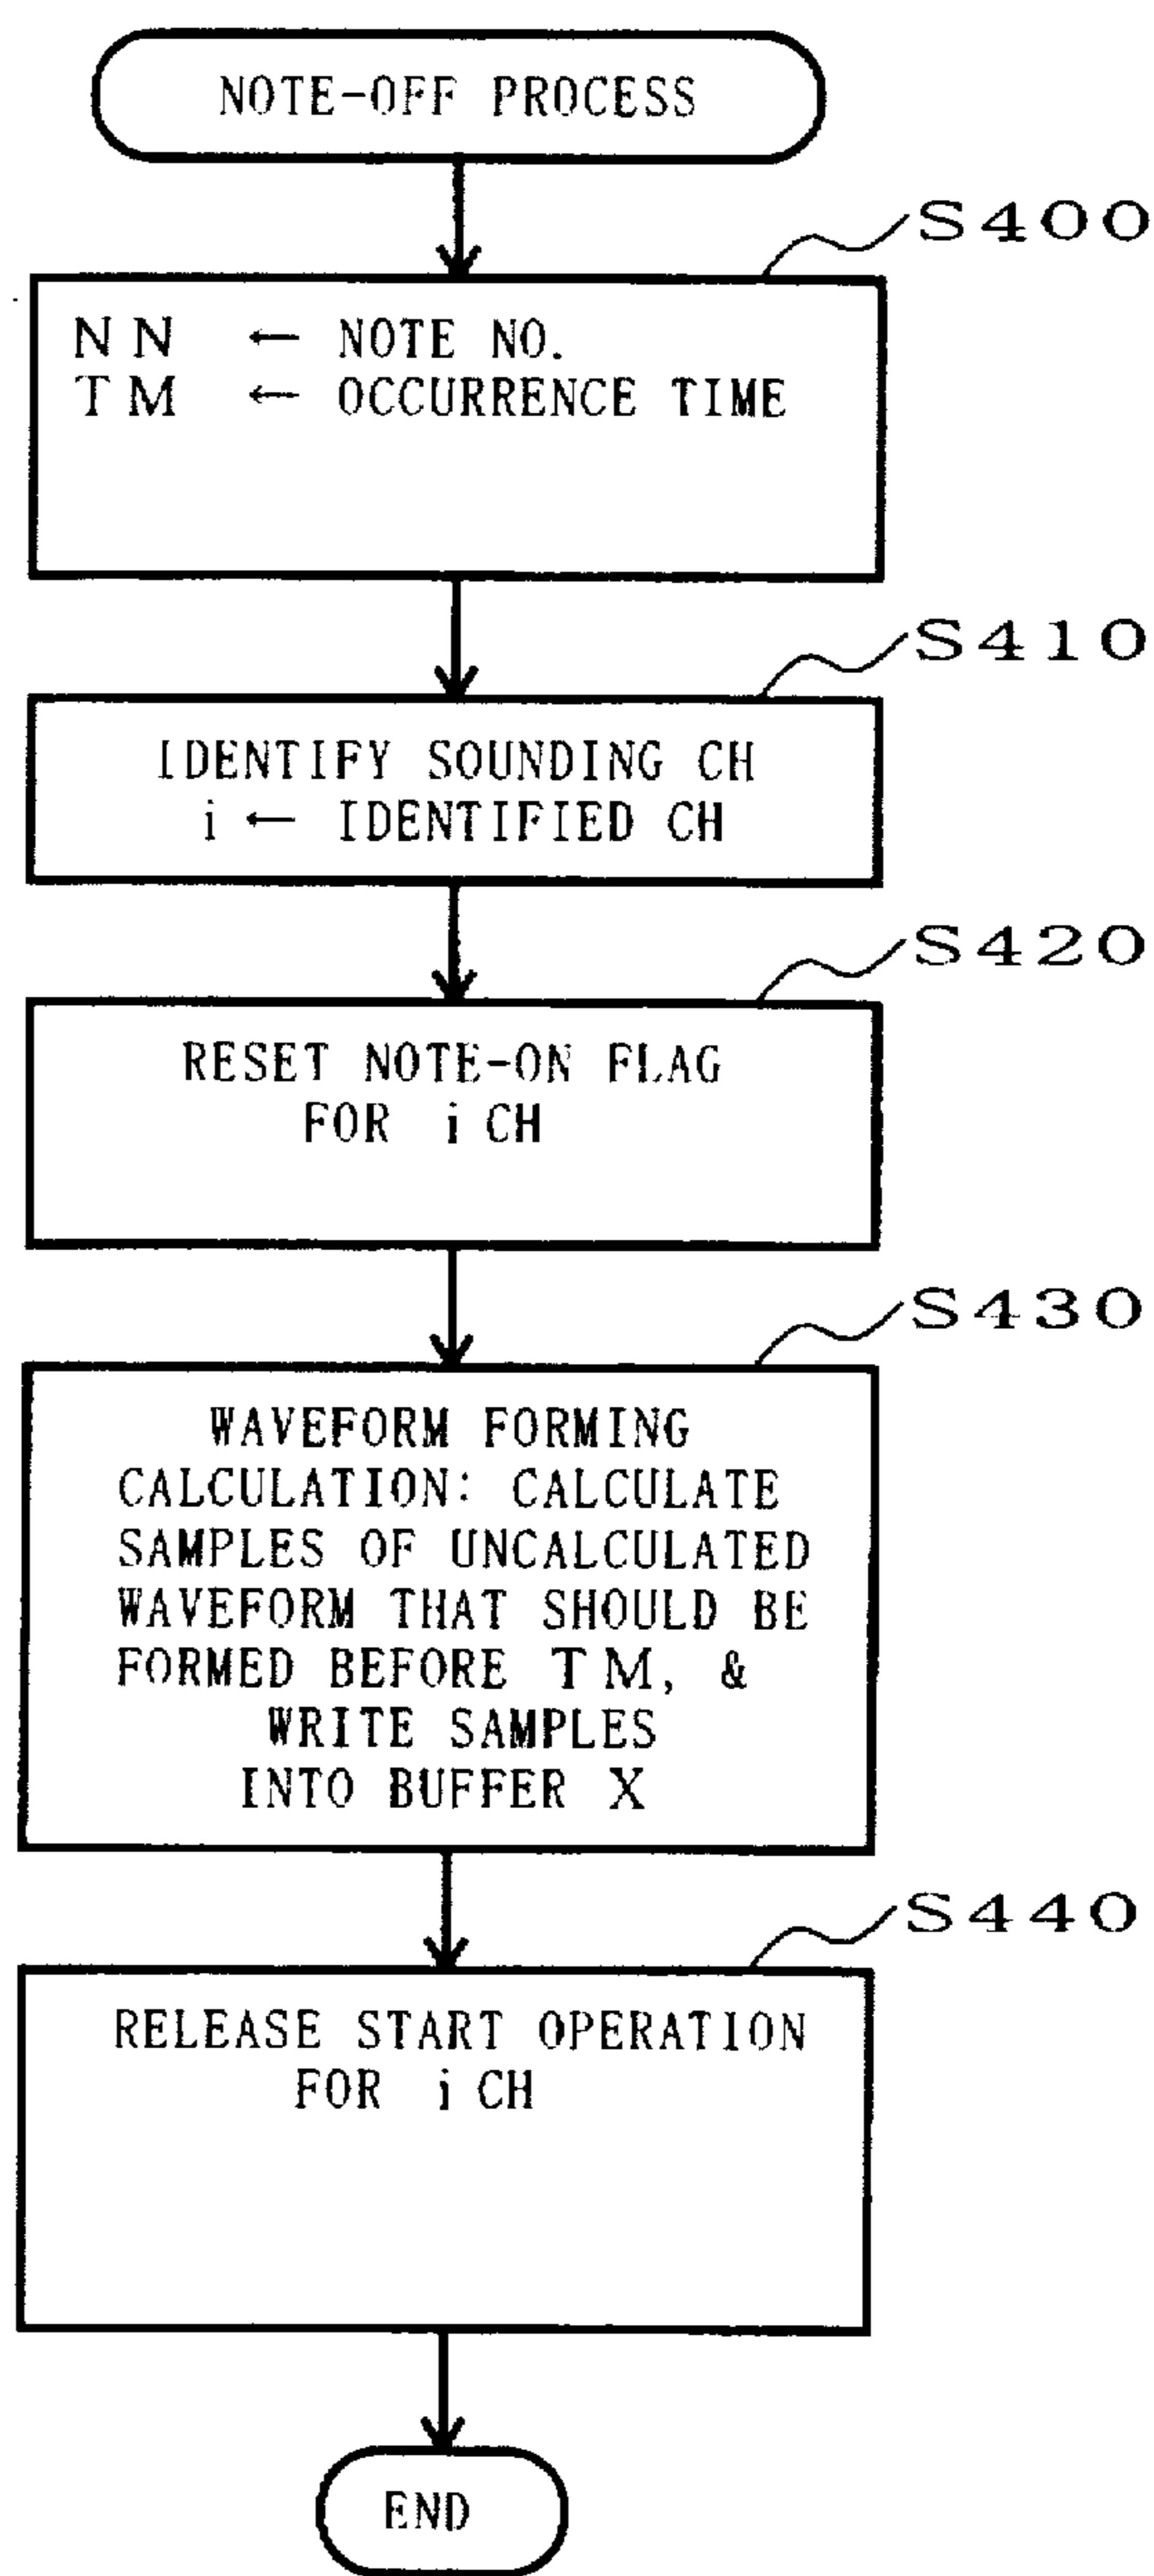 NOTE-OFF PROCESS
S400
NN ← NOTE NO.
TM ← OCCURRENCE TIME
S410
IDENTIFY SOUNDING CH
i ← IDENTIFIED CH
S420
RESET NOTE-ON FLAG
FOR i CH
S430
WAVEFORM FORMING
CALCULATION: CALCULATE
SAMPLES OF UNCALCULATED
WAVEFORM THAT SHOULD BE
FORMED BEFORE TM, &
WRITE SAMPLES
INTO BUFFER X
S440
RELEASE START OPERATION
FOR i CH
END